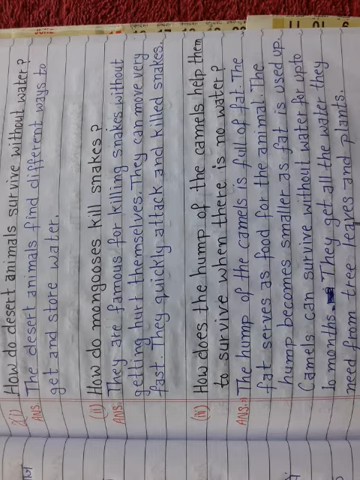 2(i) How do desert animals survive without water?
Ans. The desert animals find different ways to
get and store water.
(ii) How do mongooses kill snakes?
Ans. They are famous for killing snakes without
getting hurt themselves. They can move very
fast. They quickly attack and killed snakes.
(iv) How does the hump of the camels help them
to survive when there is no water?
Ans. The hump of the camels is full of fat. The
fat serves as food for the animal. The
hump becomes smaller as fat is used up.
Camels can survive without water for upto
10 months. They get all the water they
need from tree leaves and plants.